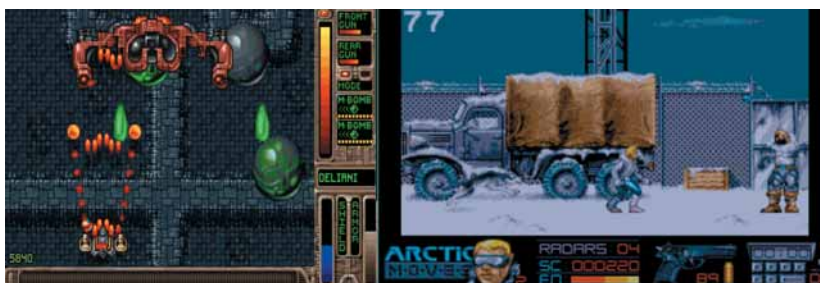 FRONT
GUN
REAR
GUN
MODE
M-BOMB
M-BOMB
DELIANI
SHIELD
ARMOR
5840
77
ARCTIC
MOVES
RADARS 04
SC 000220
EN
89